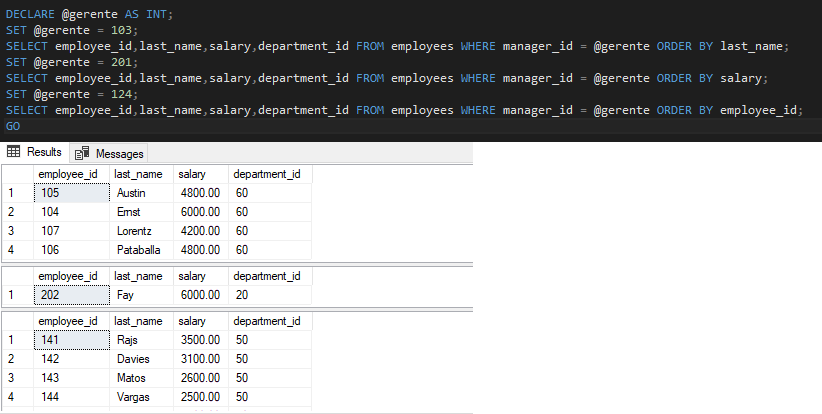 DECLARE @gerente AS INT;
SET @gerente = 103;
SELECT employee_id,last_name,salary,department_id FROM employees WHERE manager_id = @gerente ORDER BY last_name;
SET @gerente = 201;
SELECT employee_id,last_name,salary,department_id FROM employees WHERE manager_id = @gerente ORDER BY salary;
SET @gerente = 124;
SELECT employee_id,last_name,salary,department_id FROM employees WHERE manager_id = @gerente ORDER BY employee_id;
GO
Results Messages
employee_id last_name salary department_id
1 105 Austin 4800.00 60
2 104 Ernst 6000.00 60
3 107 Lorentz 4200.00 60
4 106 Pataballa 4800.00 60
employee_id last_name salary department_id
1 202 Fay 6000.00 20
employee_id last_name salary department_id
1 141 Rajs 3500.00 50
2 142 Davies 3100.00 50
3 143 Matos 2600.00 50
4 144 Vargas 2500.00 50